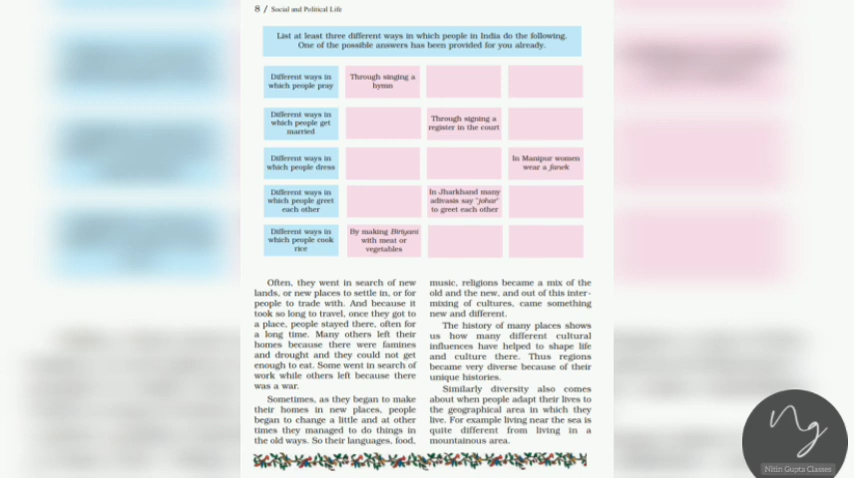 8 / Social and Political Life
List at least three different ways in which people in India do the following.
One of the possible answers has been provided for you already.
Different ways in
which people pray
Through singing a
hymn
Different ways in
which people get
married
Through signing a
register in the court
Different ways in
which people dress
In Manipur women
wear a fanek
Different ways in
which people greet
each other
In Jharkhand many
adivasis say "johar"
to greet each other
Different ways in
which people cook
rice
By making Biriyani
with meat or
vegetables
Often, they went in search of new
lands, or new places to settle in, or for
people to trade with. And because it
took so long to travel, once they got to
a place, people stayed there, often for
a long time. Many others left their
homes because there were famines
and drought and they could not get
enough to eat. Some went in search of
work while others left because there
was a war.
Sometimes, as they began to make
their homes in new places, people
began to change a little and at other
times they managed to do things in
the old ways. So their languages, food,
music, religions became a mix of the
old and the new, and out of this inter-
mixing of cultures, came something
new and different.
The history of many places shows
us how many different cultural
influences have helped to shape life
and culture there. Thus regions
became very diverse because of their
unique histories.
Similarly diversity also comes
about when people adapt their lives to
the geographical area in which they
live. For example living near the sea is
quite different from living in a
mountainous area.
ng
Nitin Gupta Classes